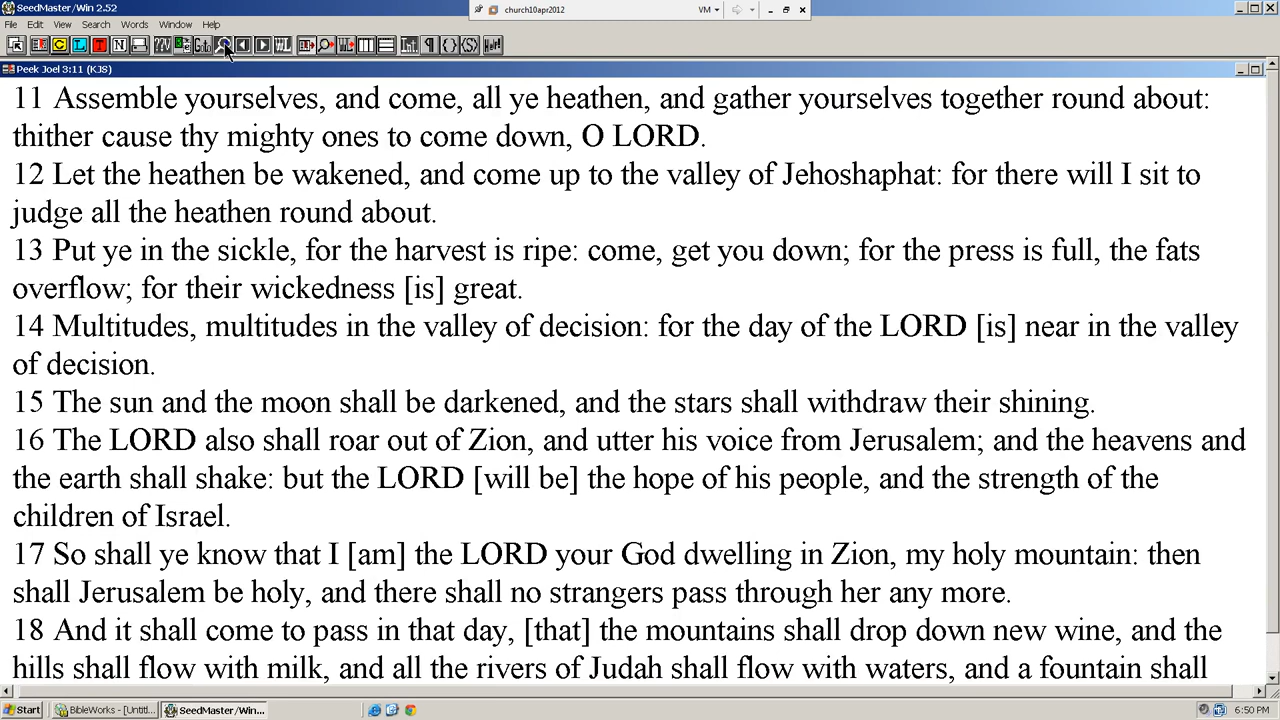 SeedMaster/Win 2.52
church10apr2012
VM
File Edit View Search Words Window Help
Peek Joel 3:11 (KJS)
11 Assemble yourselves, and come, all ye heathen, and gather yourselves together round about:
thither cause thy mighty ones to come down, O LORD.
12 Let the heathen be wakened, and come up to the valley of Jehoshaphat: for there will I sit to
judge all the heathen round about.
13 Put ye in the sickle, for the harvest is ripe: come, get you down; for the press is full, the fats
overflow; for their wickedness [is] great.
14 Multitudes, multitudes in the valley of decision: for the day of the LORD [is] near in the valley
of decision.
15 The sun and the moon shall be darkened, and the stars shall withdraw their shining.
16 The LORD also shall roar out of Zion, and utter his voice from Jerusalem; and the heavens and
the earth shall shake: but the LORD [will be] the hope of his people, and the strength of the
children of Israel.
17 So shall ye know that I [am] the LORD your God dwelling in Zion, my holy mountain: then
shall Jerusalem be holy, and there shall no strangers pass through her any more.
18 And it shall come to pass in that day, [that] the mountains shall drop down new wine, and the
hills shall flow with milk, and all the rivers of Judah shall flow with waters, and a fountain shall
Start BibleWorks - [Untitl... SeedMaster/Win... 6:50 PM